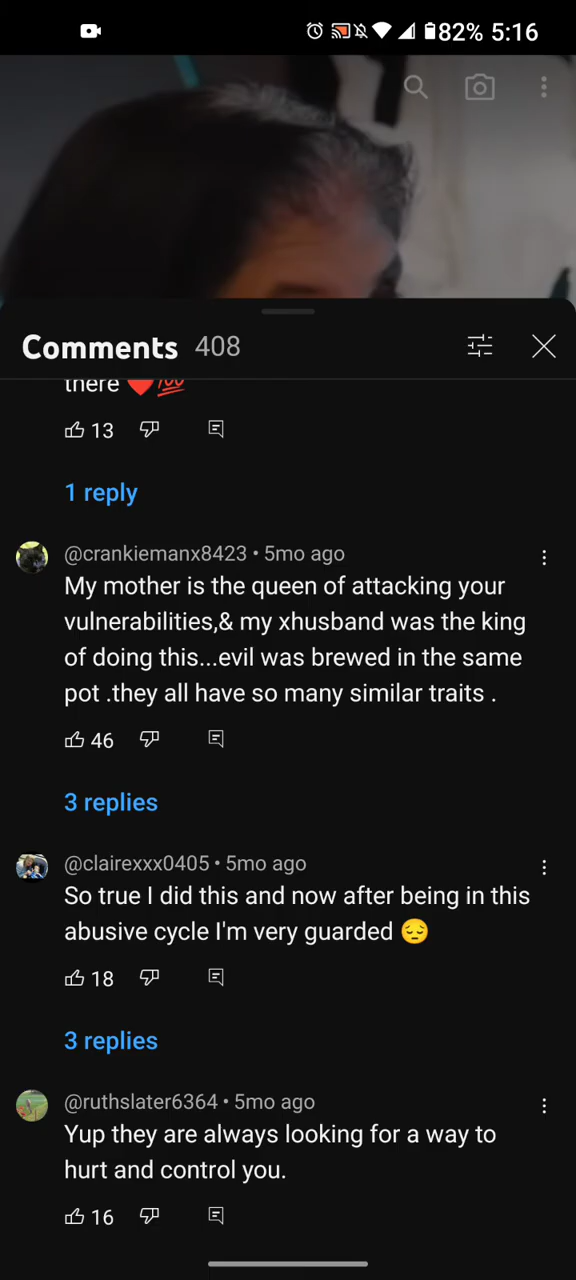 82% 5:16
Comments 408
there ❤️💯
13
1 reply
@crankiemanx8423 • 5mo ago
My mother is the queen of attacking your
vulnerabilities,& my xhusband was the king
of doing this...evil was brewed in the same
pot .they all have so many similar traits .
46
3 replies
@clairexxx0405 • 5mo ago
So true I did this and now after being in this
abusive cycle I'm very guarded 😔
18
3 replies
@ruthslater6364 • 5mo ago
Yup they are always looking for a way to
hurt and control you.
16